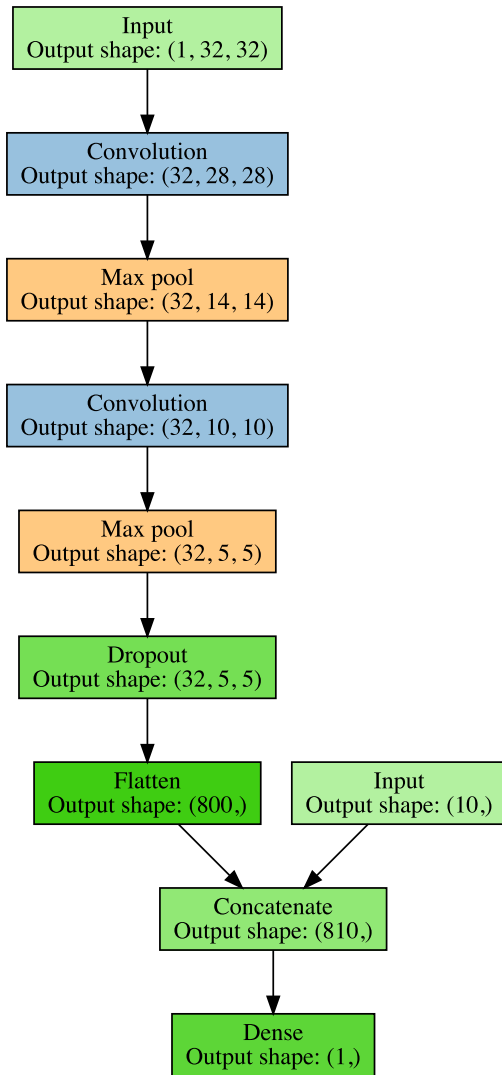 Input
Output shape: (1, 32, 32)
Convolution
Output shape: (32, 28, 28)
Max pool
Output shape: (32, 14, 14)
Convolution
Output shape: (32, 10, 10)
Max pool
Output shape: (32, 5, 5)
Dropout
Output shape: (32, 5, 5)
Flatten
Output shape: (800,)
Input
Output shape: (10,)
Concatenate
Output shape: (810,)
Dense
Output shape: (1,)